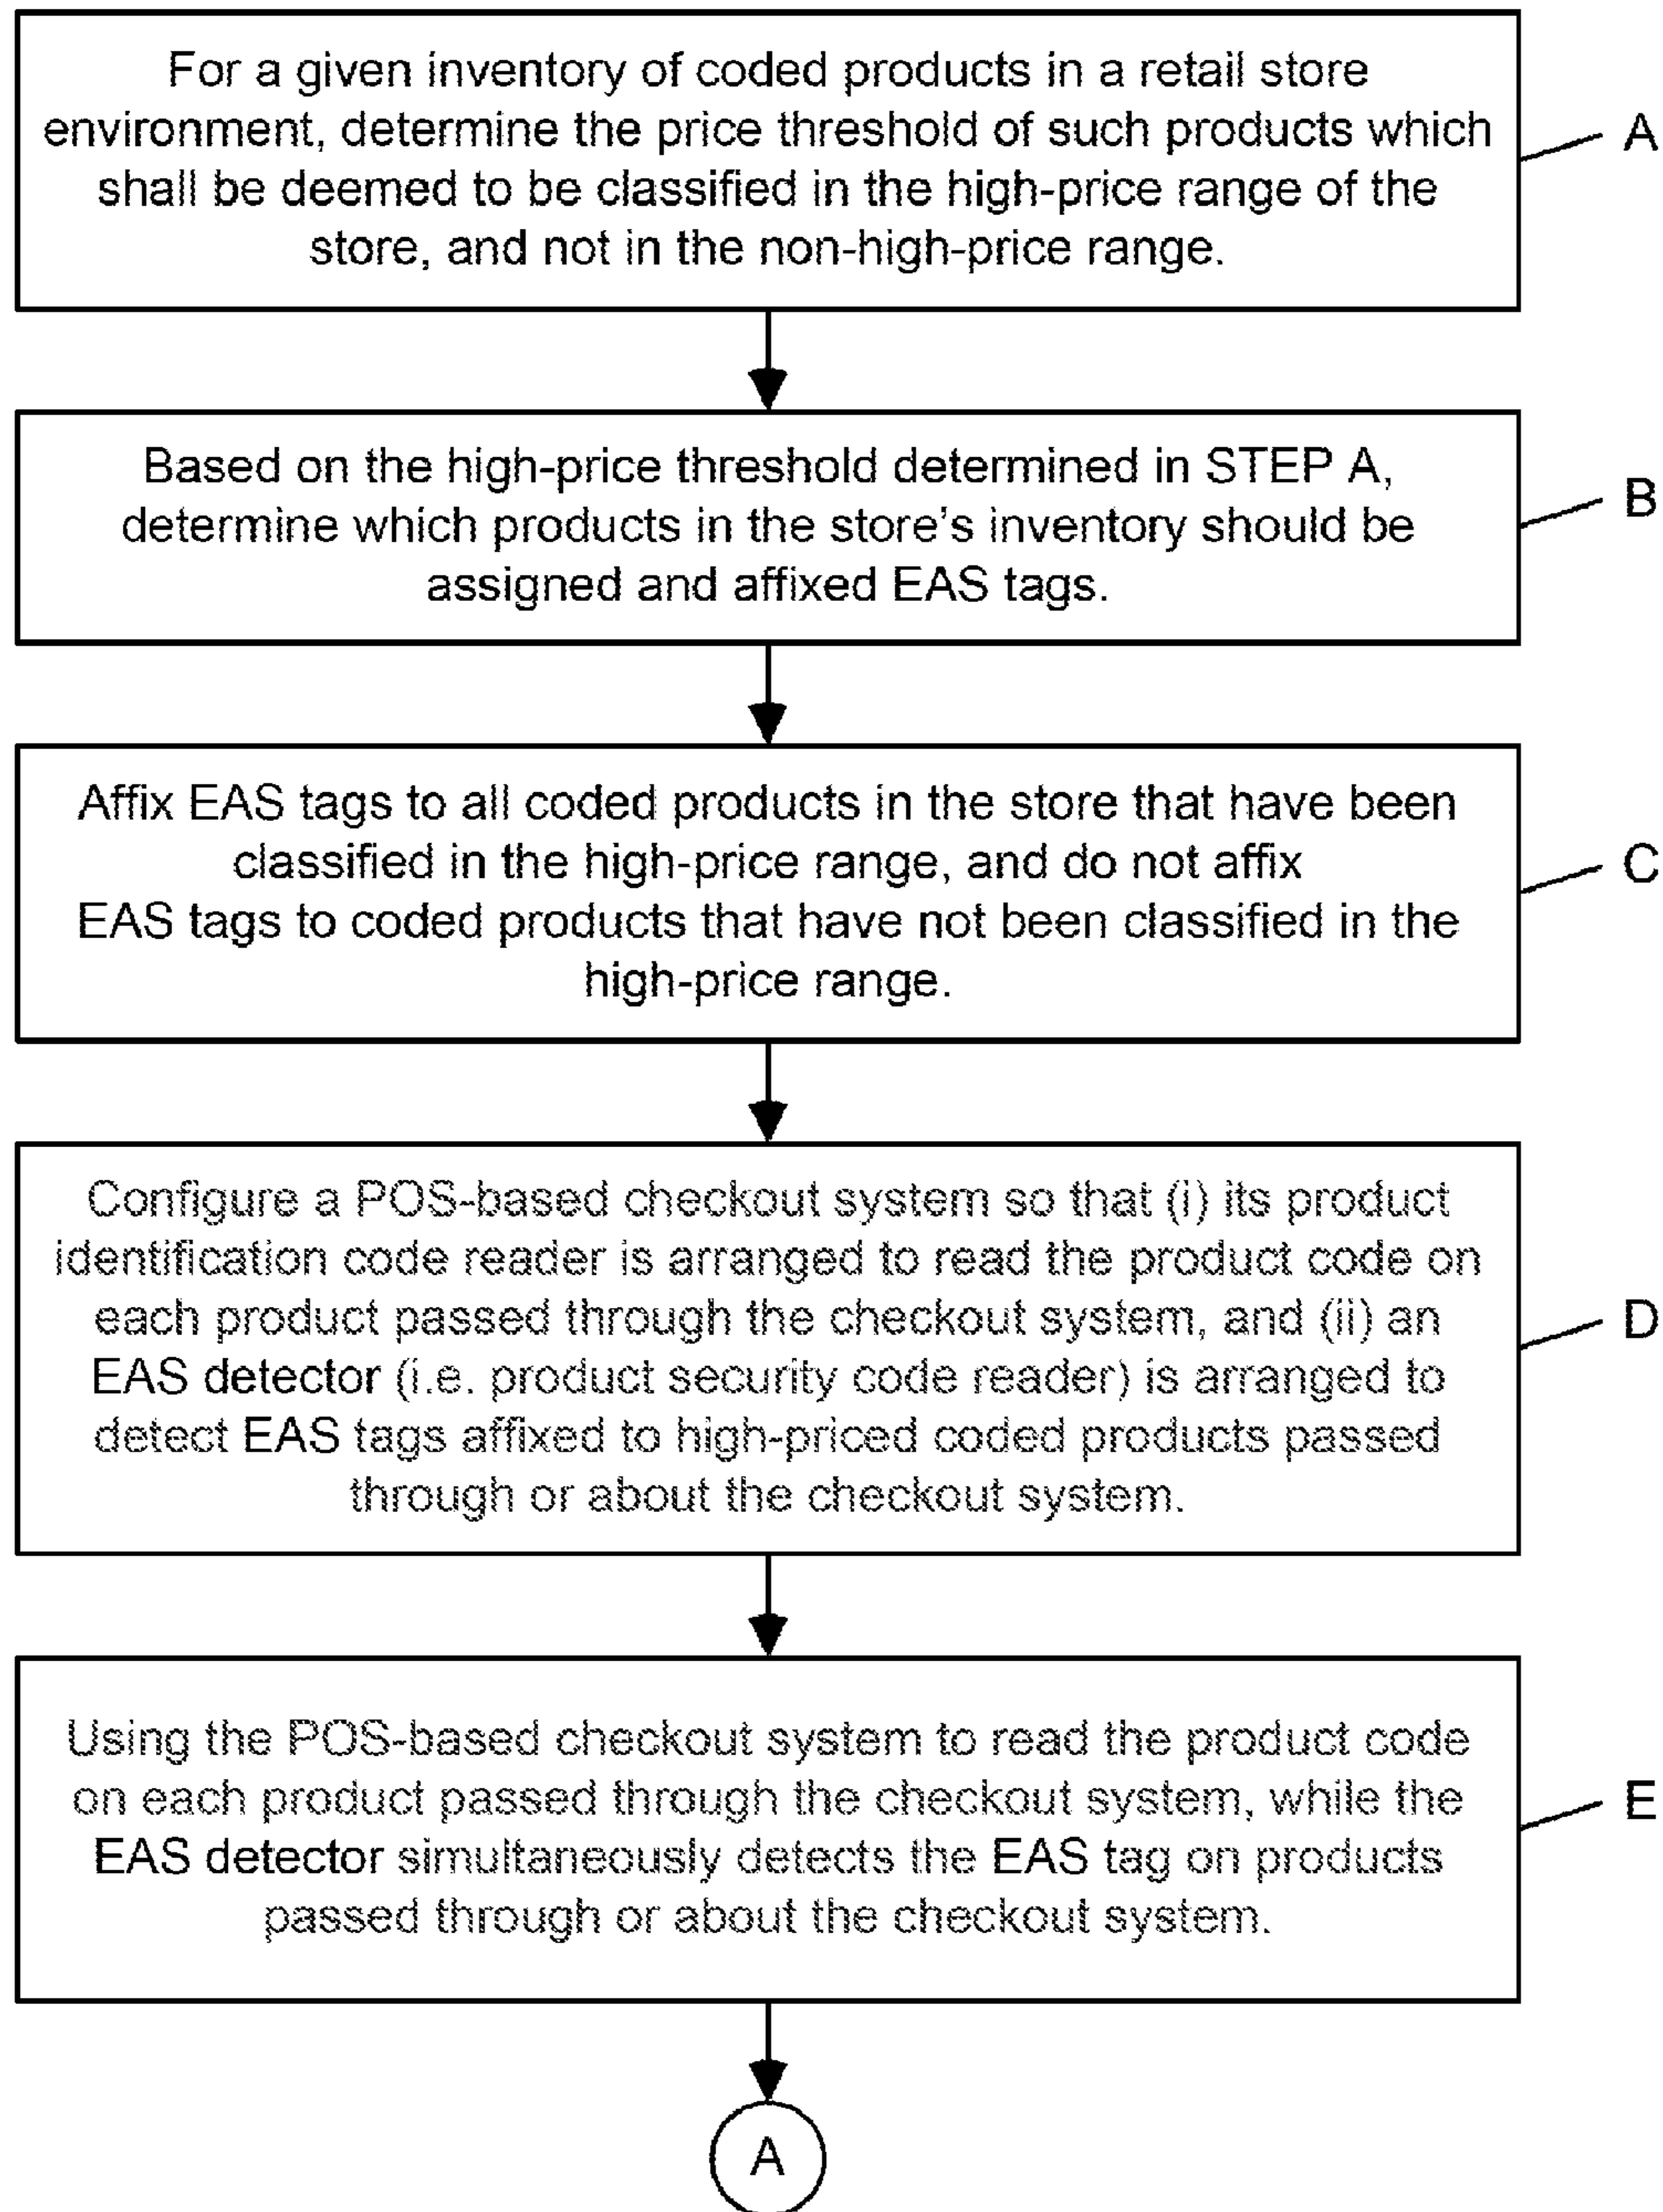 For a given inventory of coded products in a retail store
environment, determine the price threshold of such products which
shall be deemed to be classified in the high-price range of the
store, and not in the non-high-price range.
A
Based on the high-price threshold determined in STEP A,
determine which products in the store's inventory should be
assigned and affixed EAS tags.
B
Affix EAS tags to all coded products in the store that have been
classified in the high-price range, and do not affix
EAS tags to coded products that have not been classified in the
high-price range.
C
Configure a POS-based checkout system so that (i) its product
identification code reader is arranged to read the product code on
each product passed through the checkout system, and (ii) an
EAS detector (i.e. product security code reader) is arranged to
detect EAS tags affixed to high-priced coded products passed
through or about the checkout system.
D
Using the POS-based checkout system to read the product code
on each product passed through the checkout system, while the
EAS detector simultaneously detects the EAS tag on products
passed through or about the checkout system.
E
A